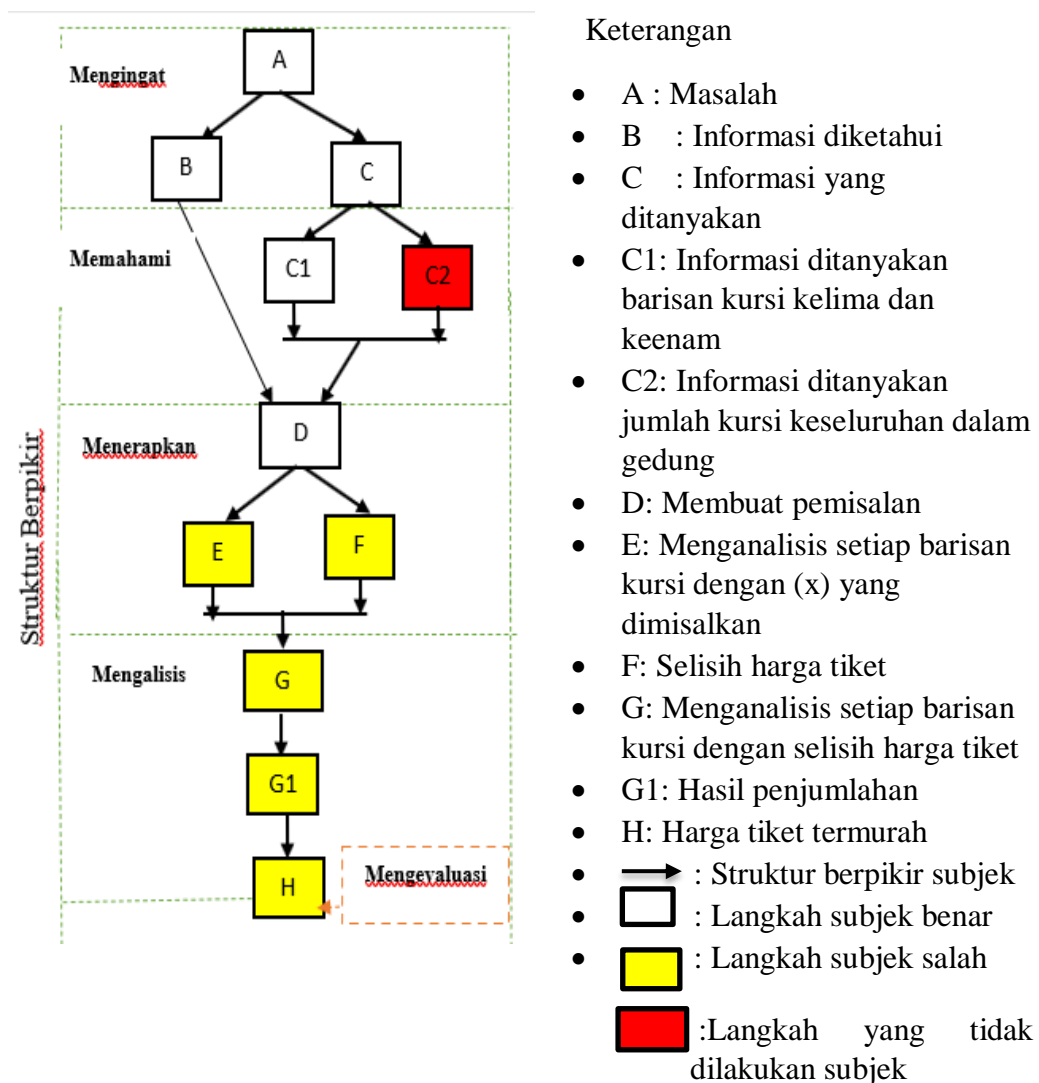 Mengingat
A
B
C
Memahami
C1
C2
Struktur Berpikir
Menerapkan
D
E
F
Mengalisis
G
G1
H
Mengevaluasi
Keterangan
• A : Masalah
• B : Informasi diketahui
• C : Informasi yang
ditanyakan
• C1: Informasi ditanyakan
barisan kursi kelima dan
keenam
• C2: Informasi ditanyakan
jumlah kursi keseluruhan dalam
gedung
• D: Membuat pemisalan
• E: Menganalisis setiap barisan
kursi dengan (x) yang
dimisalkan
• F: Selisih harga tiket
• G: Menganalisis setiap barisan
kursi dengan selisih harga tiket
• G1: Hasil penjumlahan
• H: Harga tiket termurah
• : Struktur berpikir subjek
• : Langkah subjek benar
• : Langkah subjek salah
:Langkah yang tidak
dilakukan subjek